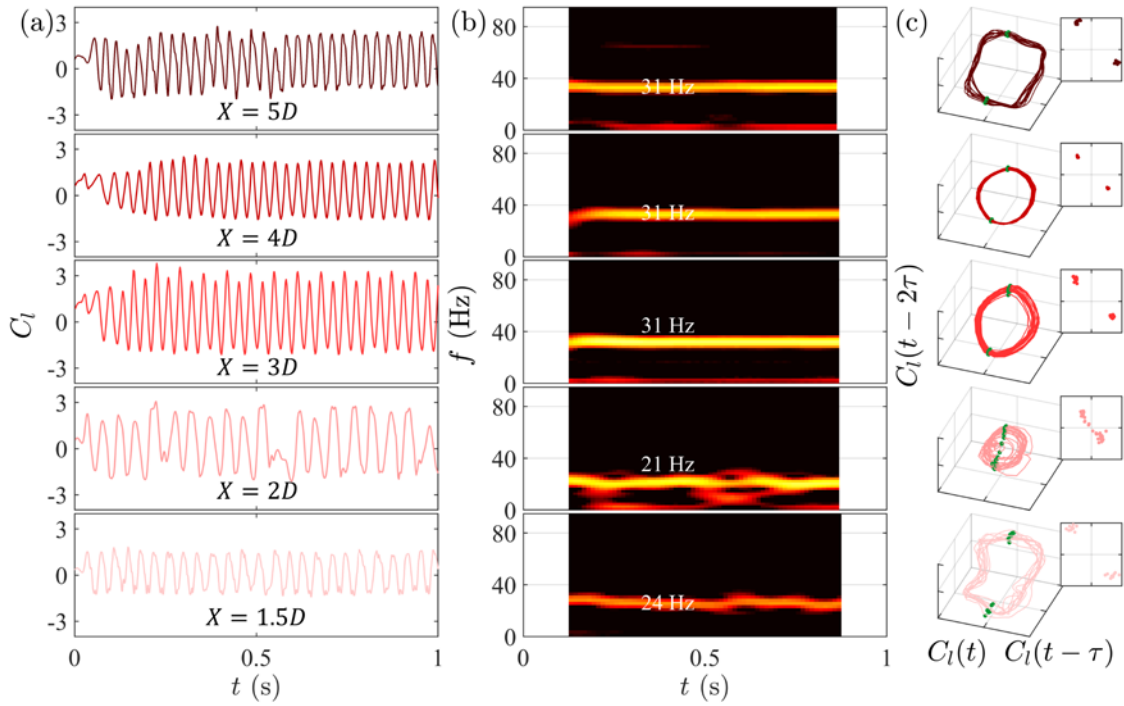 (a)
3
0
-3
X = 5D
3
0
-3
X = 4D
3
0
-3
X = 3D
3
0
-3
X = 2D
3
0
-3
X = 1.5D
C_l
0
0.5
1
t (s)
(b)
80
40
0
31 Hz
80
40
0
31 Hz
80
40
0
31 Hz
80
40
0
21 Hz
80
40
0
24 Hz
f (Hz)
0
0.5
1
t (s)
(c)
C_l(t − 2τ)
C_l(t) C_l(t − τ)